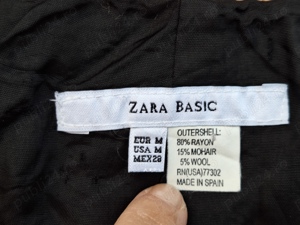 ZARA BASIC
EUR M
USA M
MEX 28
OUTERSHELL:
80% RAYON
15% MOHAIR
5% WOOL
RN(USA)77302
MADE IN SPAIN